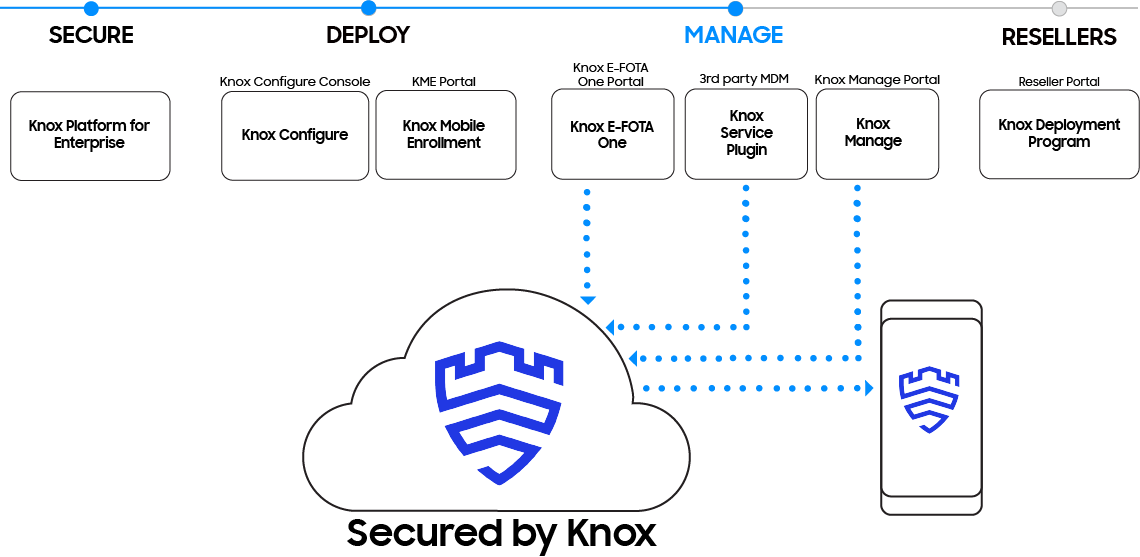 SECURE
DEPLOY
MANAGE
RESELLERS
Knox Configure Console
KME Portal
Knox E-FOTA
One Portal
3rd party MDM
Knox Manage Portal
Reseller Portal
Knox Platform for
Enterprise
Knox Configure
Knox Mobile
Enrollment
Knox E-FOTA
One
Knox
Service
Plugin
Knox
Manage
Knox Deployment
Program
Secured by Knox